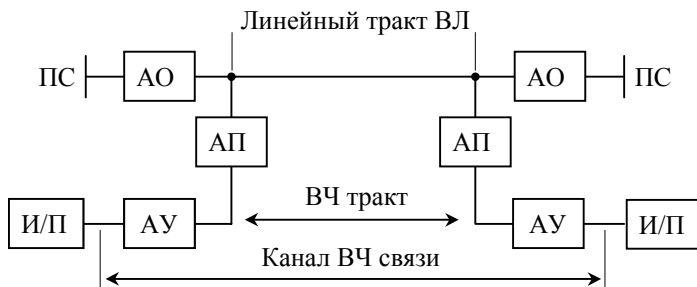 Линейный тракт ВЛ
ПС АО АО ПС
АП АП
ВЧ тракт
И/П АУ АУ И/П
Канал ВЧ связи